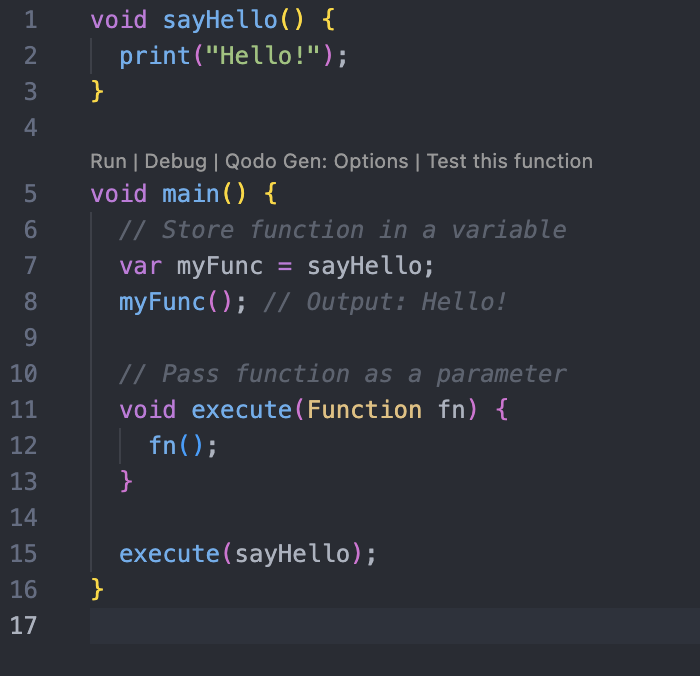 1 void sayHello() {
2   print("Hello!");
3 }
4
Run | Debug | Qodo Gen: Options | Test this function
5 void main() {
6   // Store function in a variable
7   var myFunc = sayHello;
8   myFunc(); // Output: Hello!
9
10   // Pass function as a parameter
11   void execute(Function fn) {
12     fn();
13   }
14
15   execute(sayHello);
16 }
17